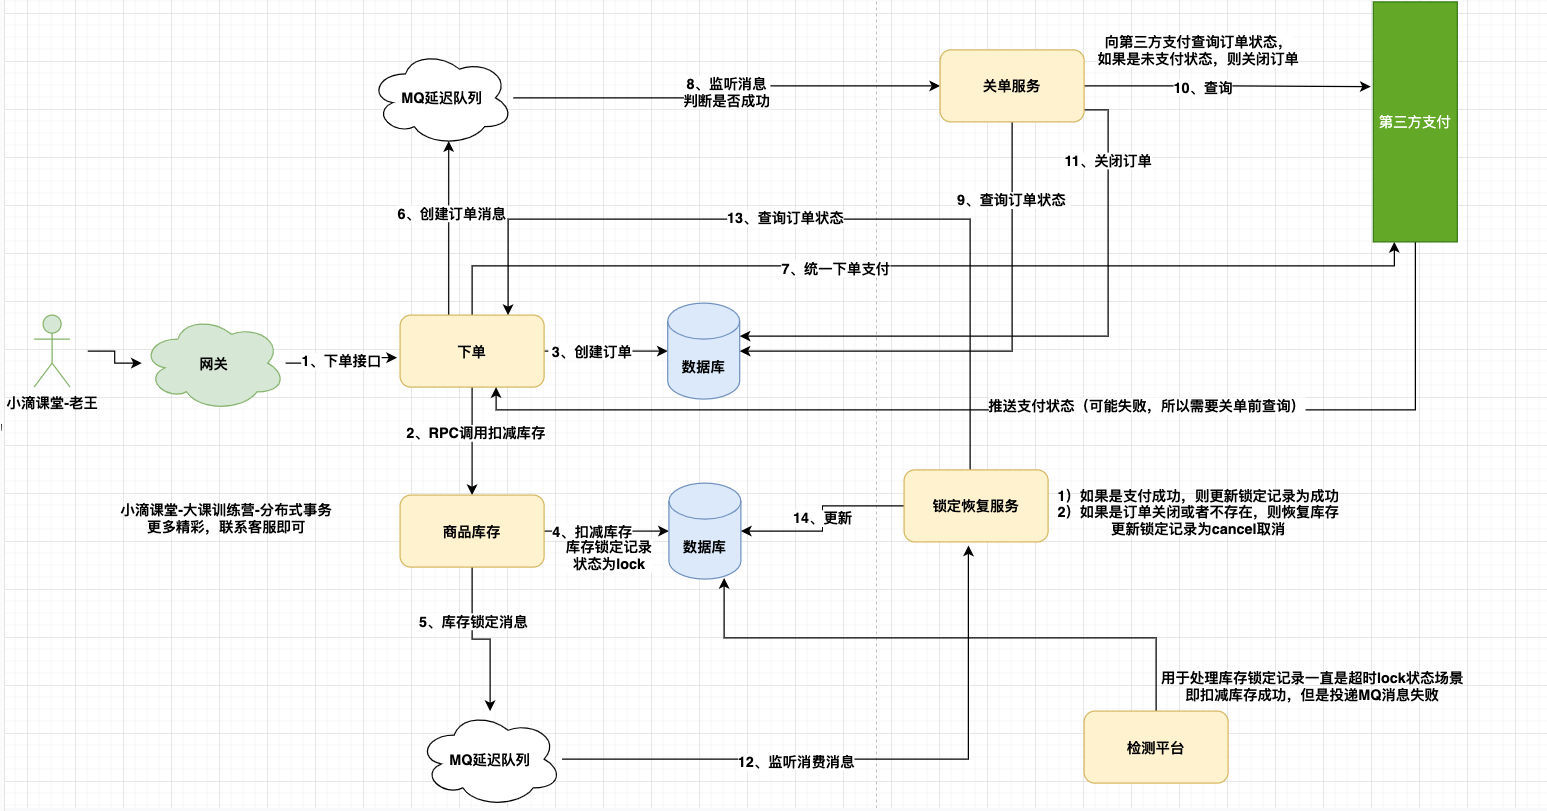 向第三方支付查询订单状态，
如果是未支付状态，则关闭订单
MQ延迟队列
8、监听消息
判断是否成功
关单服务
10、查询
第三方支付
11、关闭订单
9、查询订单状态
6、创建订单消息
13、查询订单状态
7、统一下单支付
小滴课堂-老王
网关
1、下单接口
下单
3、创建订单
数据库
推送支付状态（可能失败，所以需要关单前查询）
2、RPC调用扣减库存
小滴课堂-大课训练营-分布式事务
更多精彩，联系客服即可
商品库存
4、扣减库存
库存锁定记录
状态为lock
数据库
14、更新
锁定恢复服务
1）如果是支付成功，则更新锁定记录为成功
2）如果是订单关闭或者不存在，则恢复库存
更新锁定记录为cancel取消
5、库存锁定消息
MQ延迟队列
12、监听消费消息
用于处理库存锁定记录一直是超时lock状态场景
即扣减库存成功，但是投递MQ消息失败
检测平台